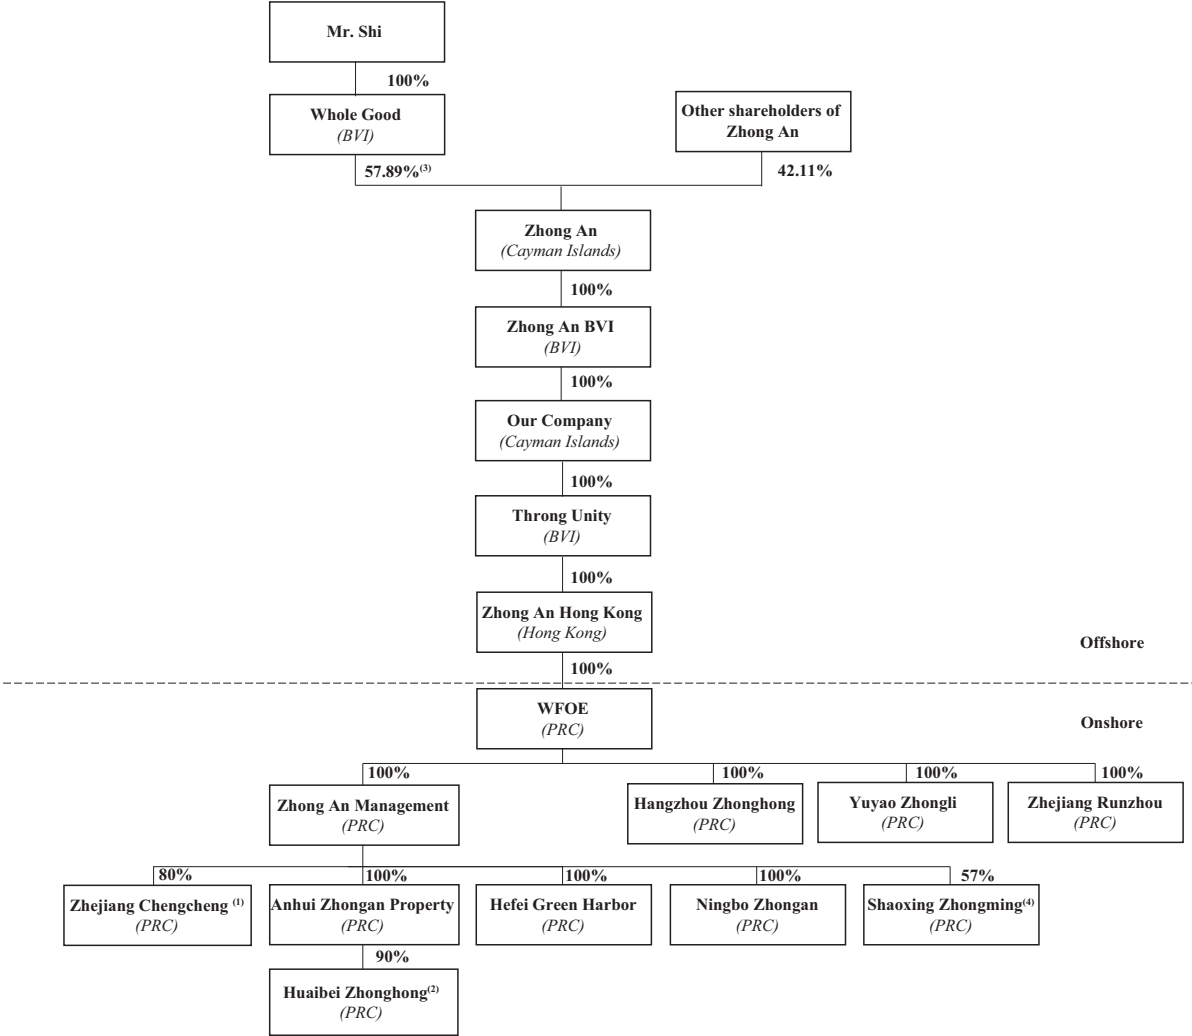 Mr. Shi
100%
Whole Good
(BVI)
Other shareholders of
Zhong An
57.89%(3)
42.11%
Zhong An
(Cayman Islands)
100%
Zhong An BVI
(BVI)
100%
Our Company
(Cayman Islands)
100%
Throng Unity
(BVI)
100%
Zhong An Hong Kong
(Hong Kong)
Offshore
100%
WFOE
(PRC)
Onshore
100%
100%
100%
100%
Zhong An Management
(PRC)
Hangzhou Zhonghong
(PRC)
Yuyao Zhongli
(PRC)
Zhejiang Runzhou
(PRC)
80%
100%
100%
100%
57%
Zhejiang Chengcheng (1)
(PRC)
Anhui Zhongan Property
(PRC)
Hefei Green Harbor
(PRC)
Ningbo Zhongan
(PRC)
Shaoxing Zhongming(4)
(PRC)
90%
Huaibei Zhonghong(2)
(PRC)